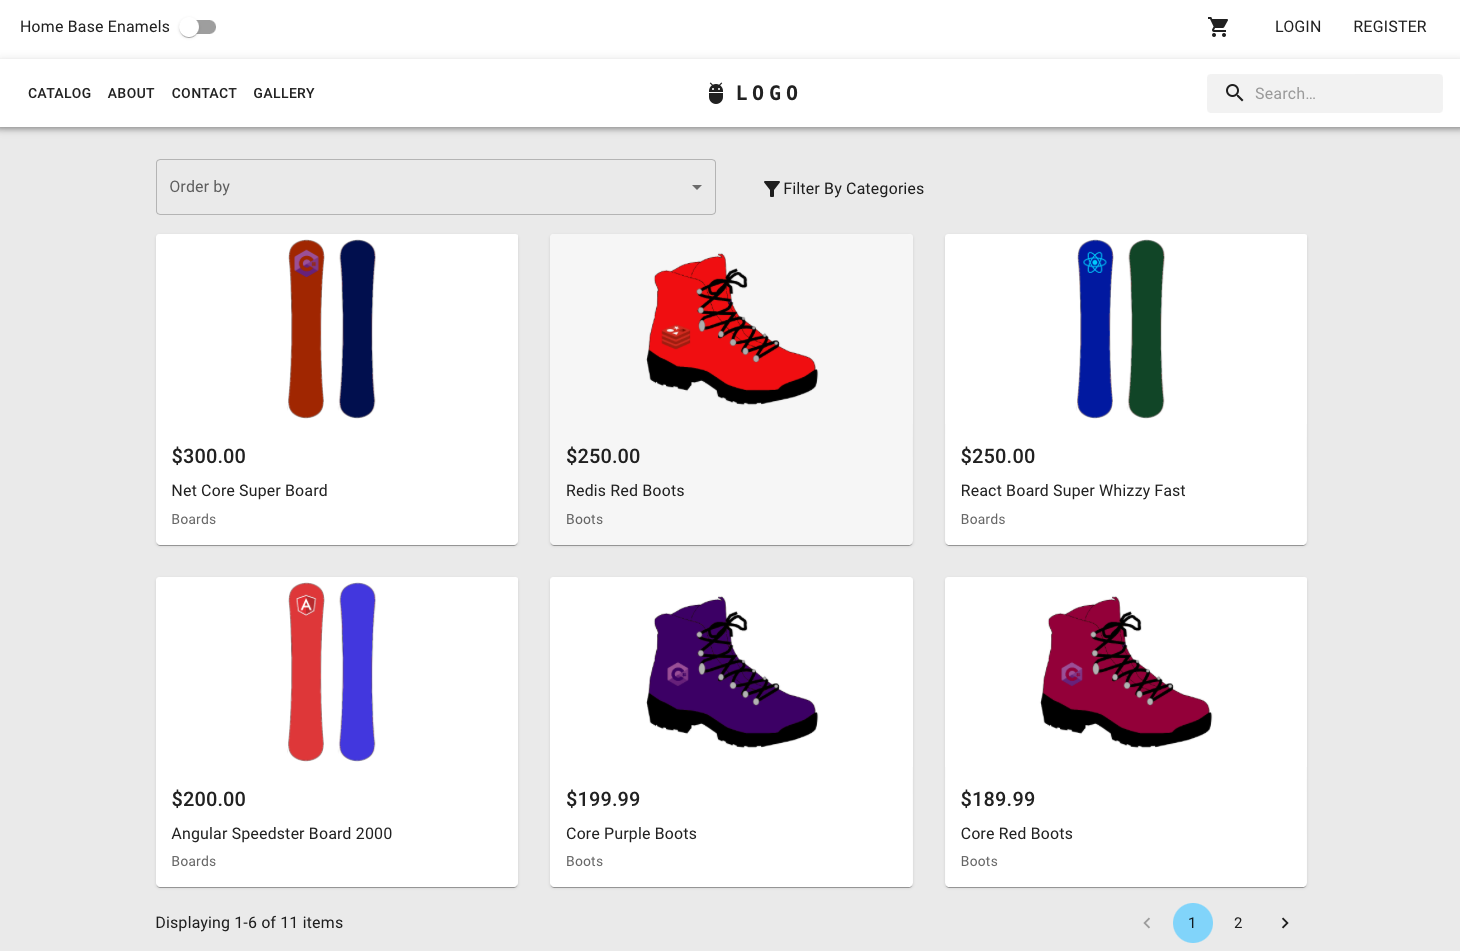 Home Base Enamels
LOGIN REGISTER
CATALOG ABOUT CONTACT GALLERY
LOGO
Search...
Order by
Filter By Categories
$300.00
Net Core Super Board
Boards
$250.00
Redis Red Boots
Boots
$250.00
React Board Super Whizzy Fast
Boards
A
$200.00
Angular Speedster Board 2000
Boards
$199.99
Core Purple Boots
Boots
$189.99
Core Red Boots
Boots
Displaying 1-6 of 11 items
1 2